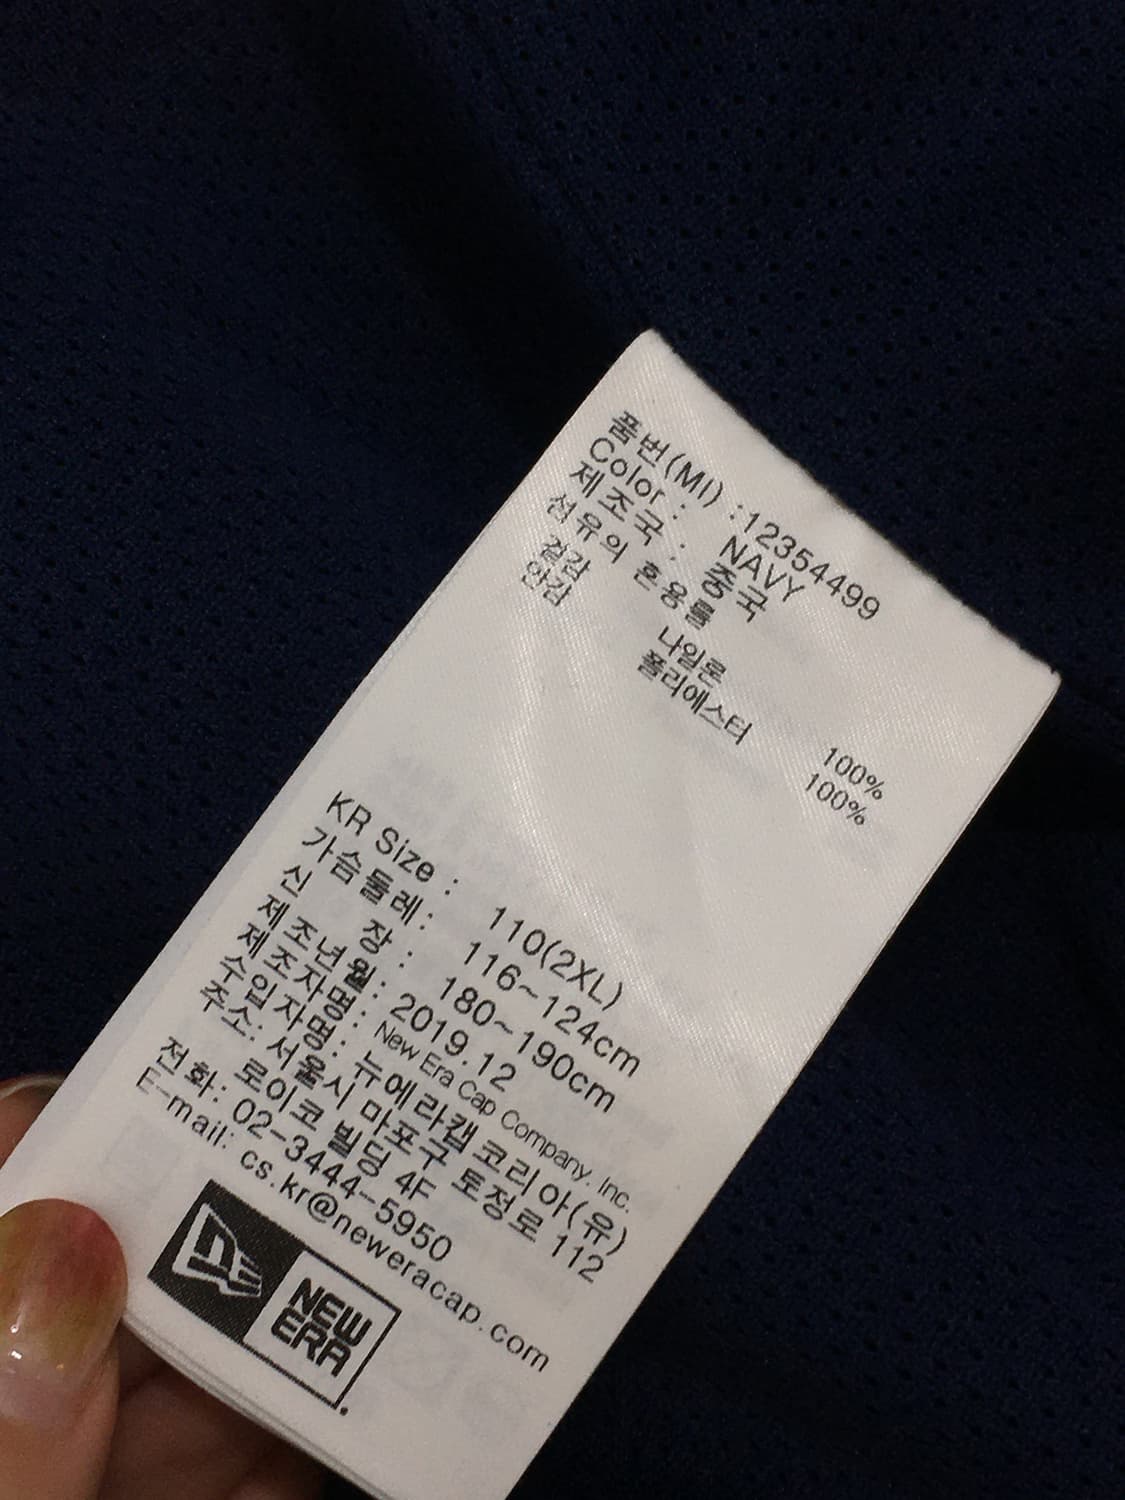 품번(MI) : 12354499
Color : NAVY
제조국 : 중국
섬유의 혼용률
겉감 나일론 100%
안감 폴리에스터 100%
KR Size : 110(2XL)
가슴둘레: 116~124cm
신 장 : 180~190cm
제조년월: 2019.12
제조자명: New Era Cap Company, Inc.
수입자명: 뉴에라캡코리아(유)
주소: 서울시 마포구 토정로 112
로이코 빌딩 4F
전화: 02-3444-5950
E-mail: cs.kr@neweracap.com
NEW
ERA